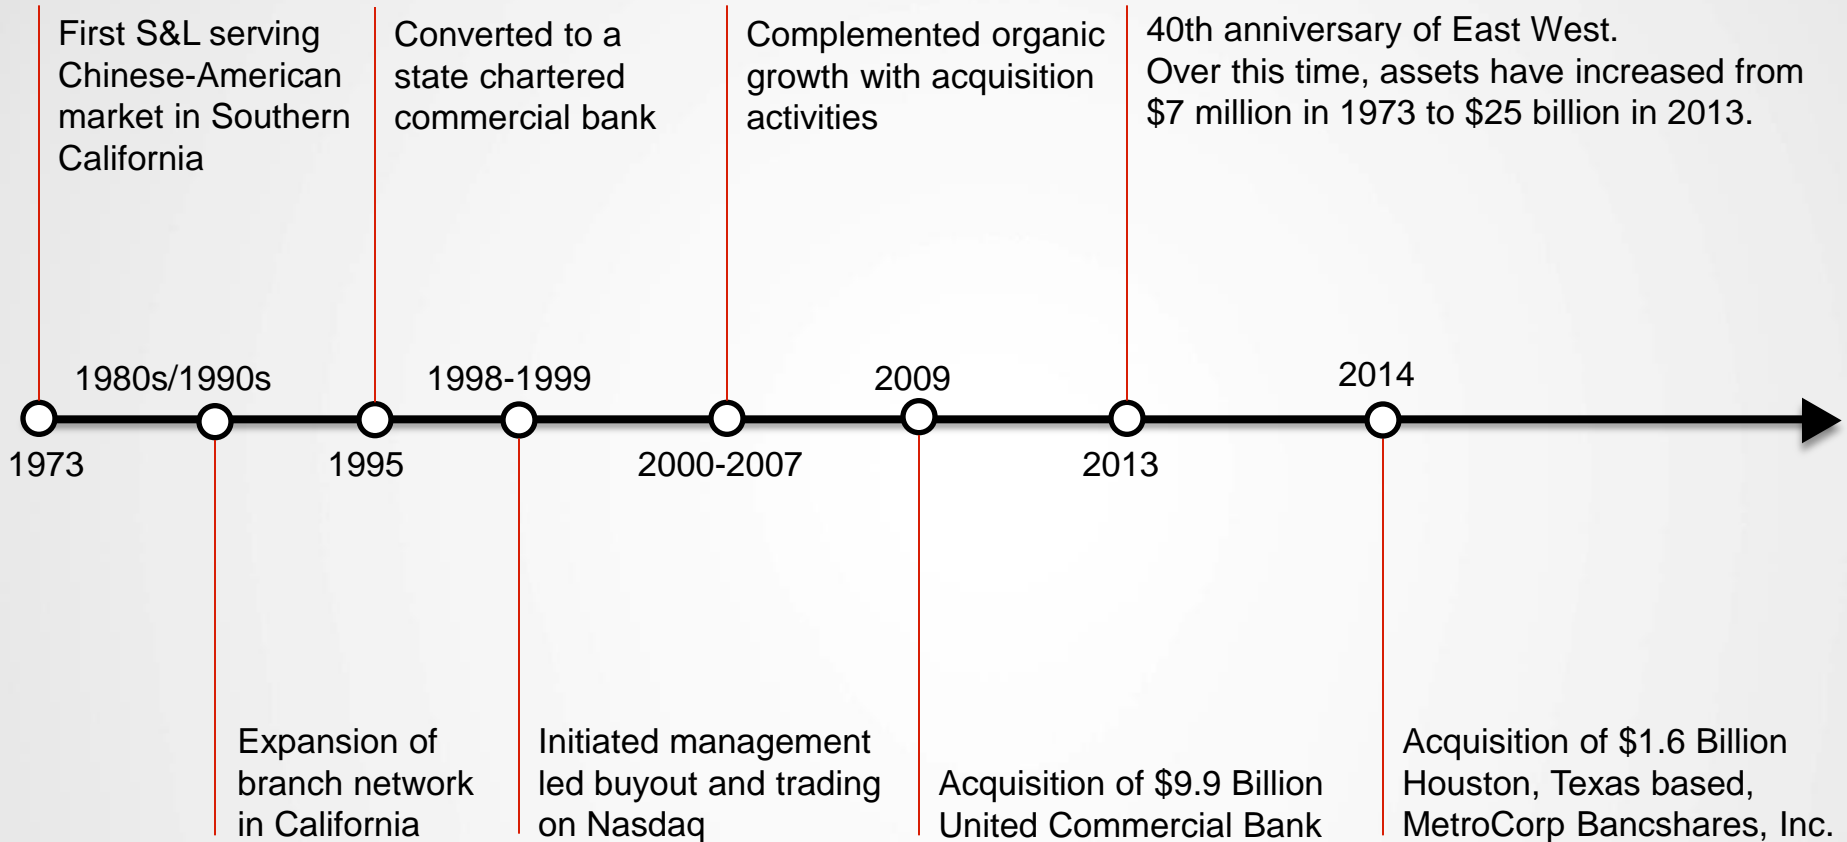 First S&L serving
Chinese-American
market in Southern
California
Converted to a
state chartered
commercial bank
Complemented organic
growth with acquisition
activities
40th anniversary of East West.
Over this time, assets have increased from
$7 million in 1973 to $25 billion in 2013.
1980s/1990s
1998-1999
2009
2014
1973
1995
2000-2007
2013
Expansion of
branch network
in California
Initiated management
led buyout and trading
on Nasdaq
Acquisition of $9.9 Billion
United Commercial Bank
Acquisition of $1.6 Billion
Houston, Texas based,
MetroCorp Bancshares, Inc.